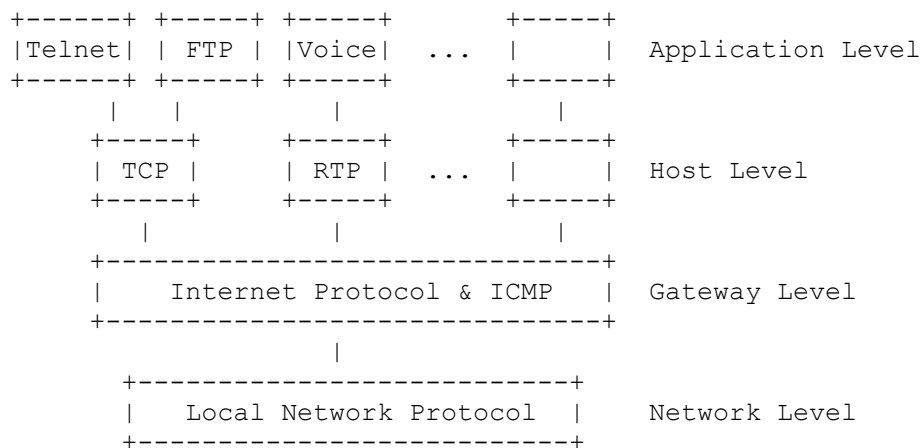 Telnet FTP Voice ... Application Level
TCP RTP ... Host Level
Internet Protocol & ICMP Gateway Level
Local Network Protocol Network Level